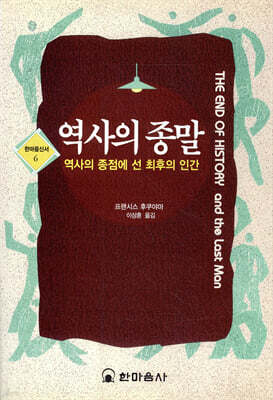 역사의 종말
역사의 종점에 선 최후의 인간
한마음신서
6
THE END OF HISTORY and the Last Man
프랜시스 후쿠야마
이상훈 옮김
한마음사